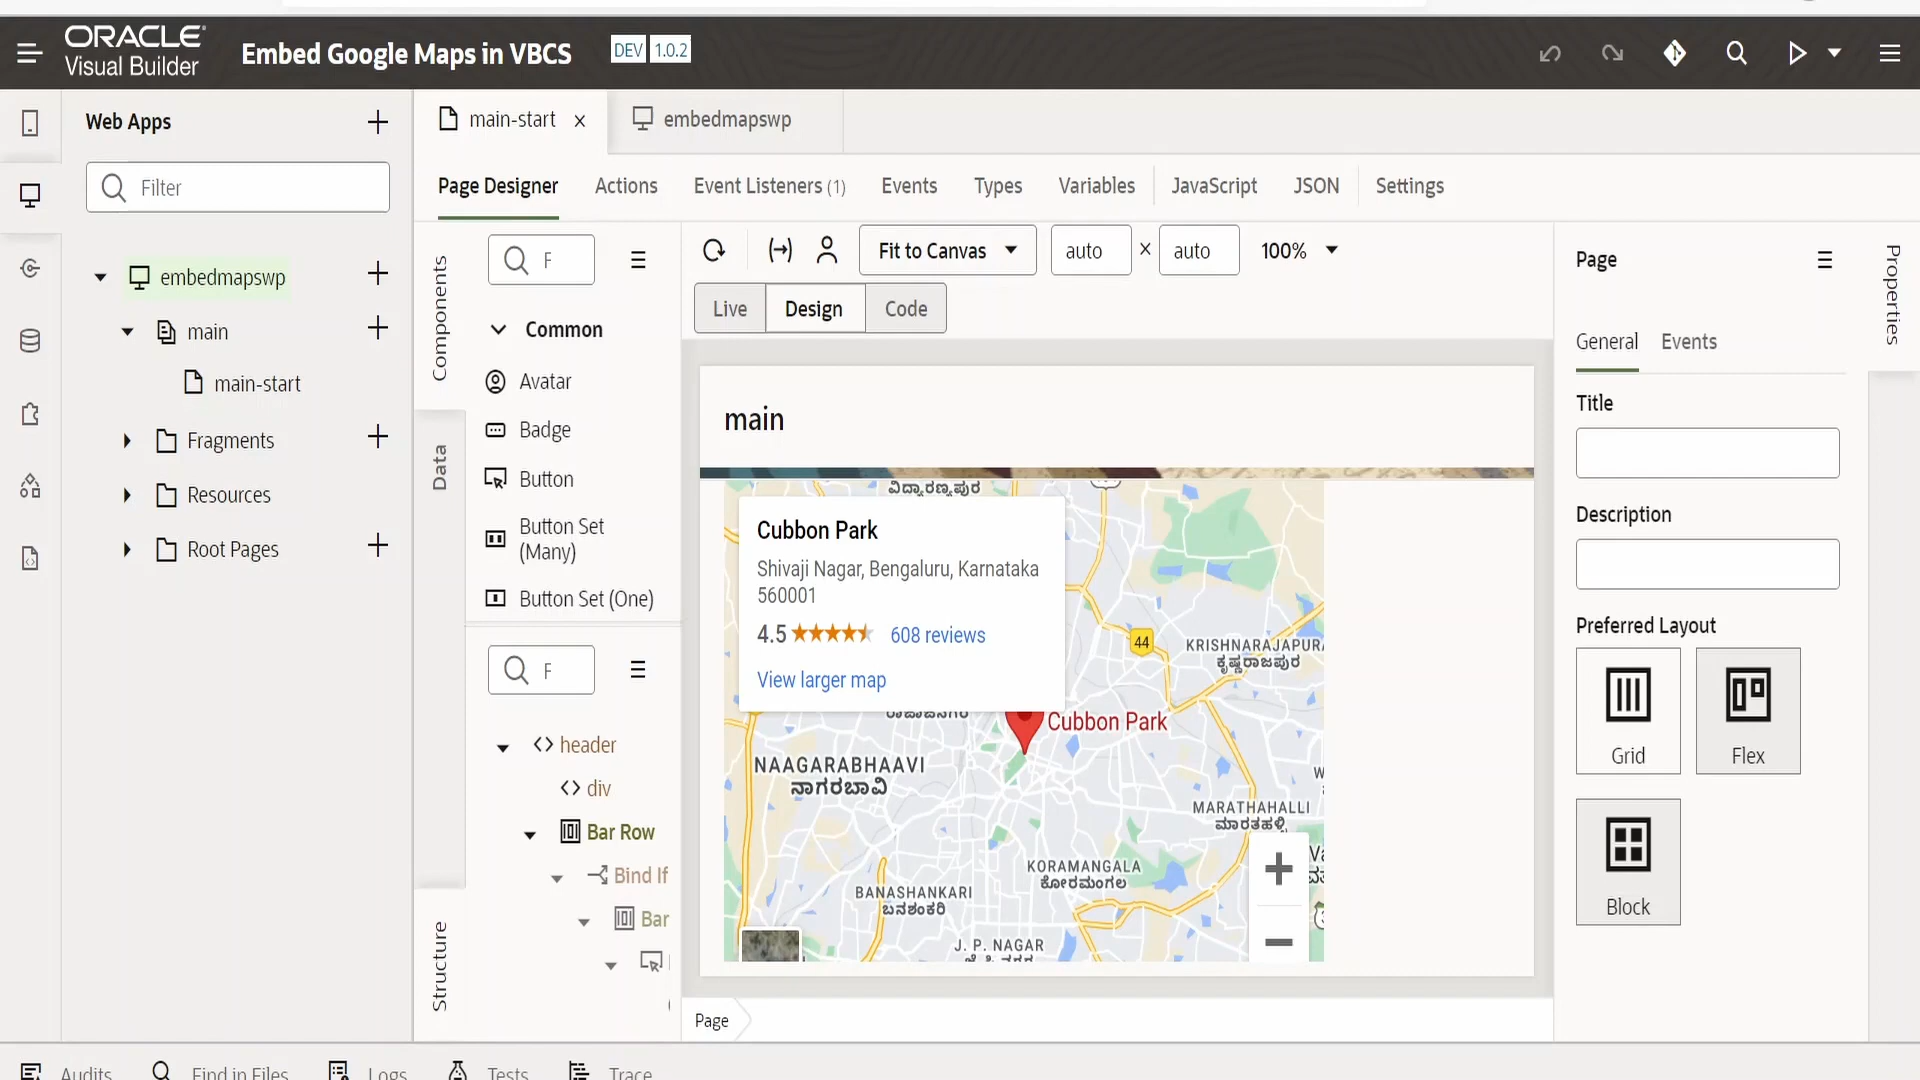 ORACLE
Visual Builder
Embed Google Maps in VBCS
DEV 1.0.2
Web Apps
Filter
embedmapswp
main
main-start
Fragments
Resources
Root Pages
main-start
embedmapswp
Page Designer
Actions
Event Listeners (1)
Events
Types
Variables
JavaScript
JSON
Settings
Components
Data
Structure
F
Common
Avatar
Badge
Button
Button Set
(Many)
Button Set (One)
F
header
div
Bar Row
Bind If
Bar
Fit to Canvas
auto × auto
100%
Live
Design
Code
main
ವಿದ್ಯಾರಣ್ಯಪುರ
Cubbon Park
Shivaji Nagar, Bengaluru, Karnataka
560001
4.5
608 reviews
View larger map
44
KRISHNARAJAPURA
ಕೃಷ್ಣರಾಜಪುರ
Cubbon Park
NAAGARABHAAVI
ನಾಗರಬಾವಿ
MARATHAHALLI
ಮಾರತಹಳ್ಳಿ
KORAMANGALA
ಕೋರಮಂಗಲ
BANASHANKARI
ಬನಶಂಕರಿ
J. P. NAGAR
Page
Page
Properties
General
Events
Title
Description
Preferred Layout
Grid
Flex
Block
Audits
Find in Files
Logs
Tests
Trace